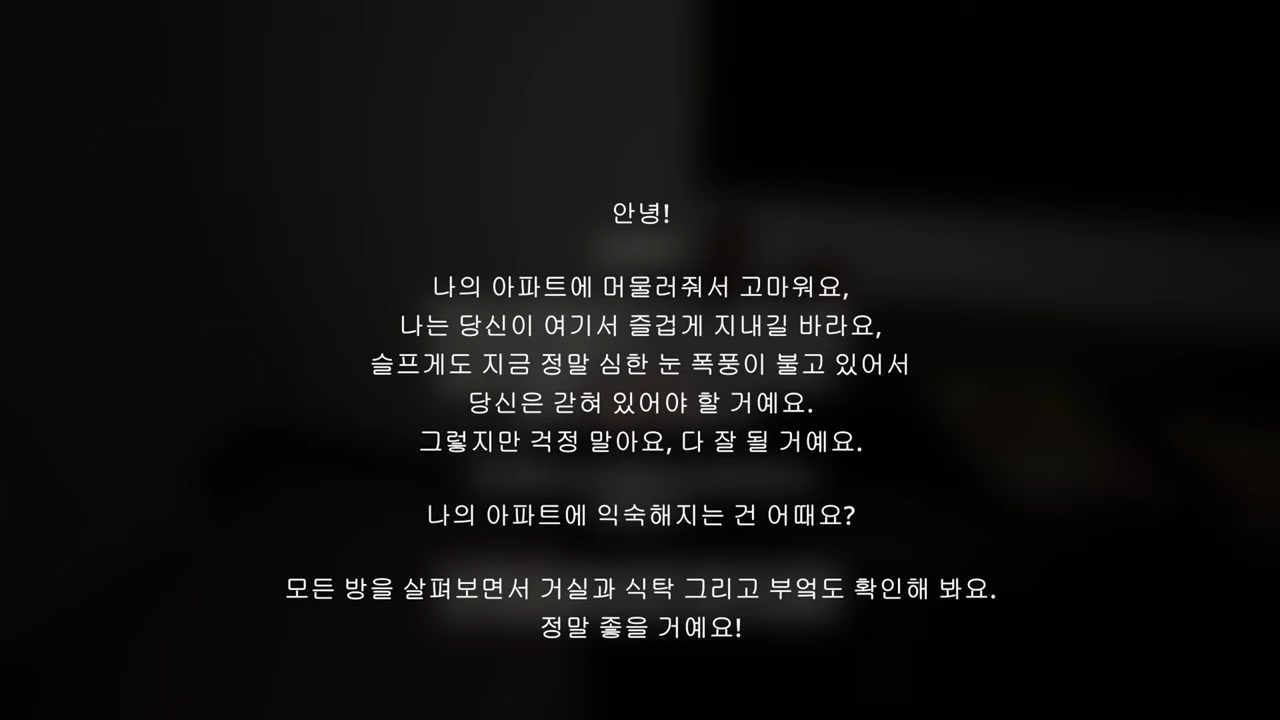 안녕!
나의 아파트에 머물러줘서 고마워요,
나는 당신이 여기서 즐겁게 지내길 바라요,
슬프게도 지금 정말 심한 눈 폭풍이 불고 있어서
당신은 갇혀 있어야 할 거예요.
그렇지만 걱정 말아요, 다 잘 될 거예요.
나의 아파트에 익숙해지는 건 어때요?
모든 방을 살펴보면서 거실과 식탁 그리고 부엌도 확인해 봐요.
정말 좋을 거예요!